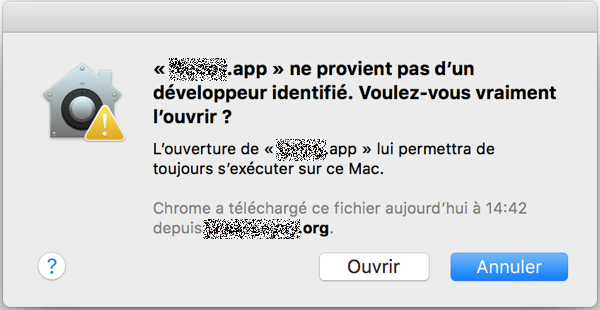 « .app » ne provient pas d’un
développeur identifié. Voulez-vous vraiment
l’ouvrir ?
L’ouverture de « .app » lui permettra de
toujours s’exécuter sur ce Mac.
Chrome a téléchargé ce fichier aujourd’hui à 14:42
depuis .org.
?
Ouvrir
Annuler